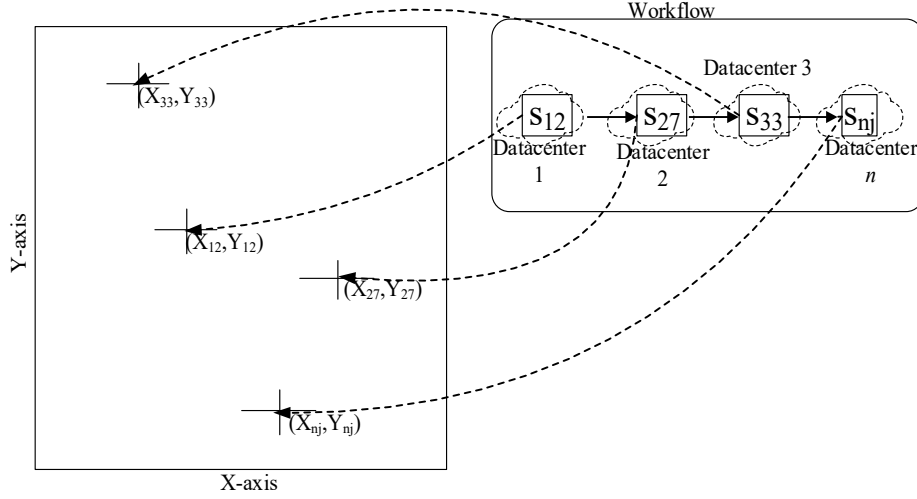 Workflow
Datacenter 3
S12
S27
S33
Snj
Datacenter
1
Datacenter
2
Datacenter
n
(X33,Y33)
(X12,Y12)
(X27,Y27)
(Xnj,Ynj)
Y-axis
X-axis